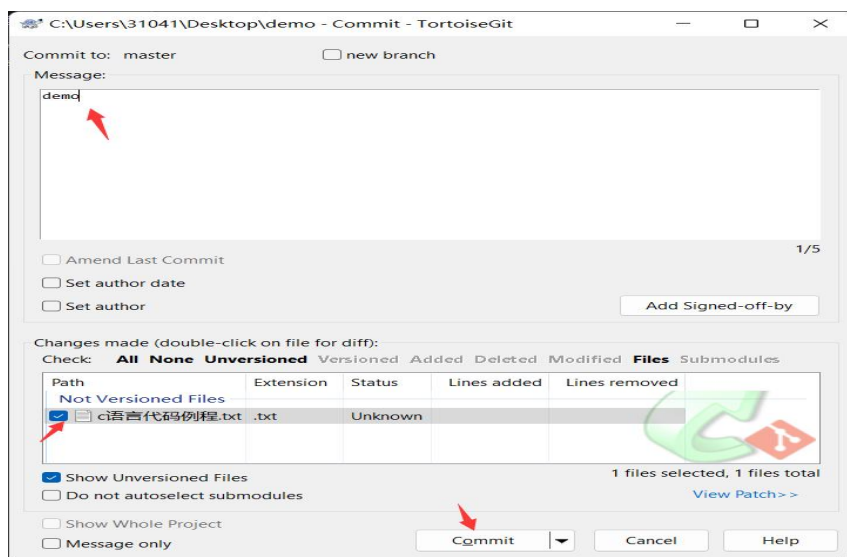 C:\Users\31041\Desktop\demo - Commit - TortoiseGit
Commit to: master new branch
Message:
demo
1/5
Amend Last Commit
Set author date
Set author Add Signed-off-by
Changes made (double-click on file for diff):
Check: All None Unversioned Versioned Added Deleted Modified Files Submodules
Path Extension Status Lines added Lines removed
Not Versioned Files
c语言代码例程.txt .txt Unknown
Show Unversioned Files 1 files selected, 1 files total
Do not autoselect submodules View Patch>>
Show Whole Project
Message only Commit Cancel Help